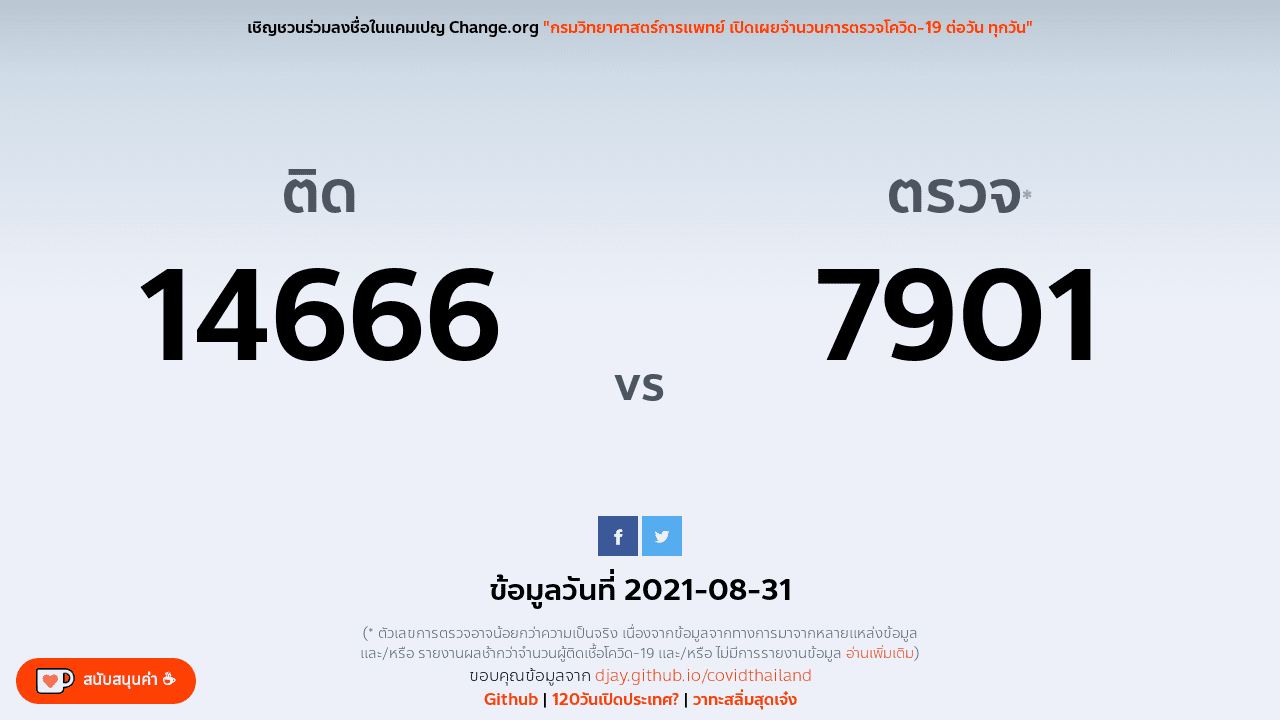 เชิญชวนร่วมลงชื่อในแคมเปญ Change.org "กรมวิทยาศาสตร์การแพทย์ เปิดเผยจำนวนการตรวจโควิด-19 ต่อวัน ทุกวัน"
ติด
ตรวจ*
14666
vs
7901
ข้อมูลวันที่ 2021-08-31
(* ตัวเลขการตรวจอาจน้อยกว่าความเป็นจริง เนื่องจากข้อมูลจากทางการมาจากหลายแหล่งข้อมูล
และ/หรือ รายงานผลช้ากว่าจำนวนผู้ติดเชื้อโควิด-19 และ/หรือ ไม่มีการรายงานข้อมูล อ่านเพิ่มเติม)
ขอบคุณข้อมูลจาก djay.github.io/covidthailand
Github | 120วันเปิดประเทศ? | วาทะสลิ่มสุดเจ๋ง
สนับสนุนค่า ☕